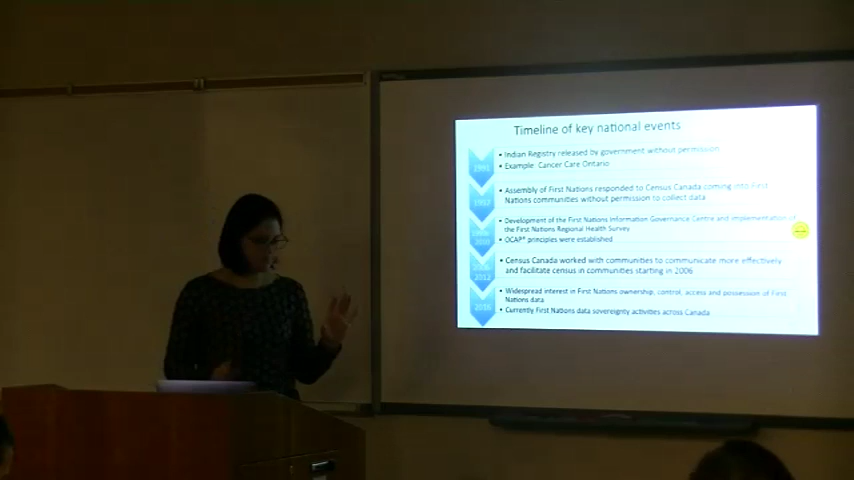 Timeline of key national events
• Indian Registry released by government without permission
• Example: Cancer Care Ontario
• Assembly of First Nations responded to Census Canada coming into First
Nations communities without permission to collect data
• Development of the First Nations Information Governance Centre and implementation of
the First Nations Regional Health Survey
• OCAP® principles were established
• Census Canada worked with communities to communicate more effectively
and facilitate census in communities starting in 2006
2012
• Widespread interest in First Nations ownership, control, access and possession of First
Nations data
• Currently First Nations data sovereignty activities across Canada
2016